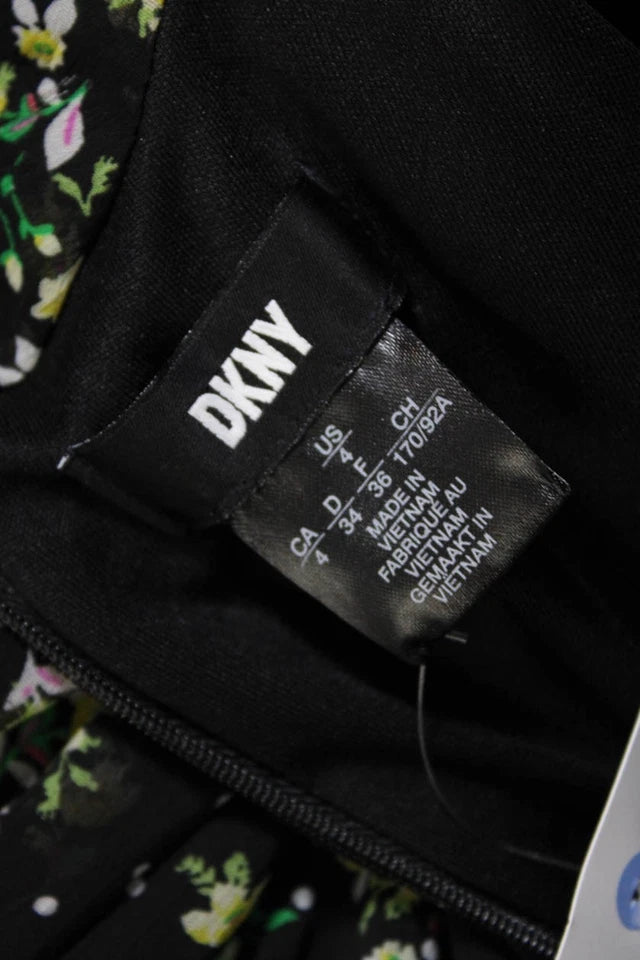 DKNY
US
4
CA D F CH
4 34 36 170/92A
MADE IN
VIETNAM
FABRIQUÉ AU
VIETNAM
GEMAAKT IN
VIETNAM